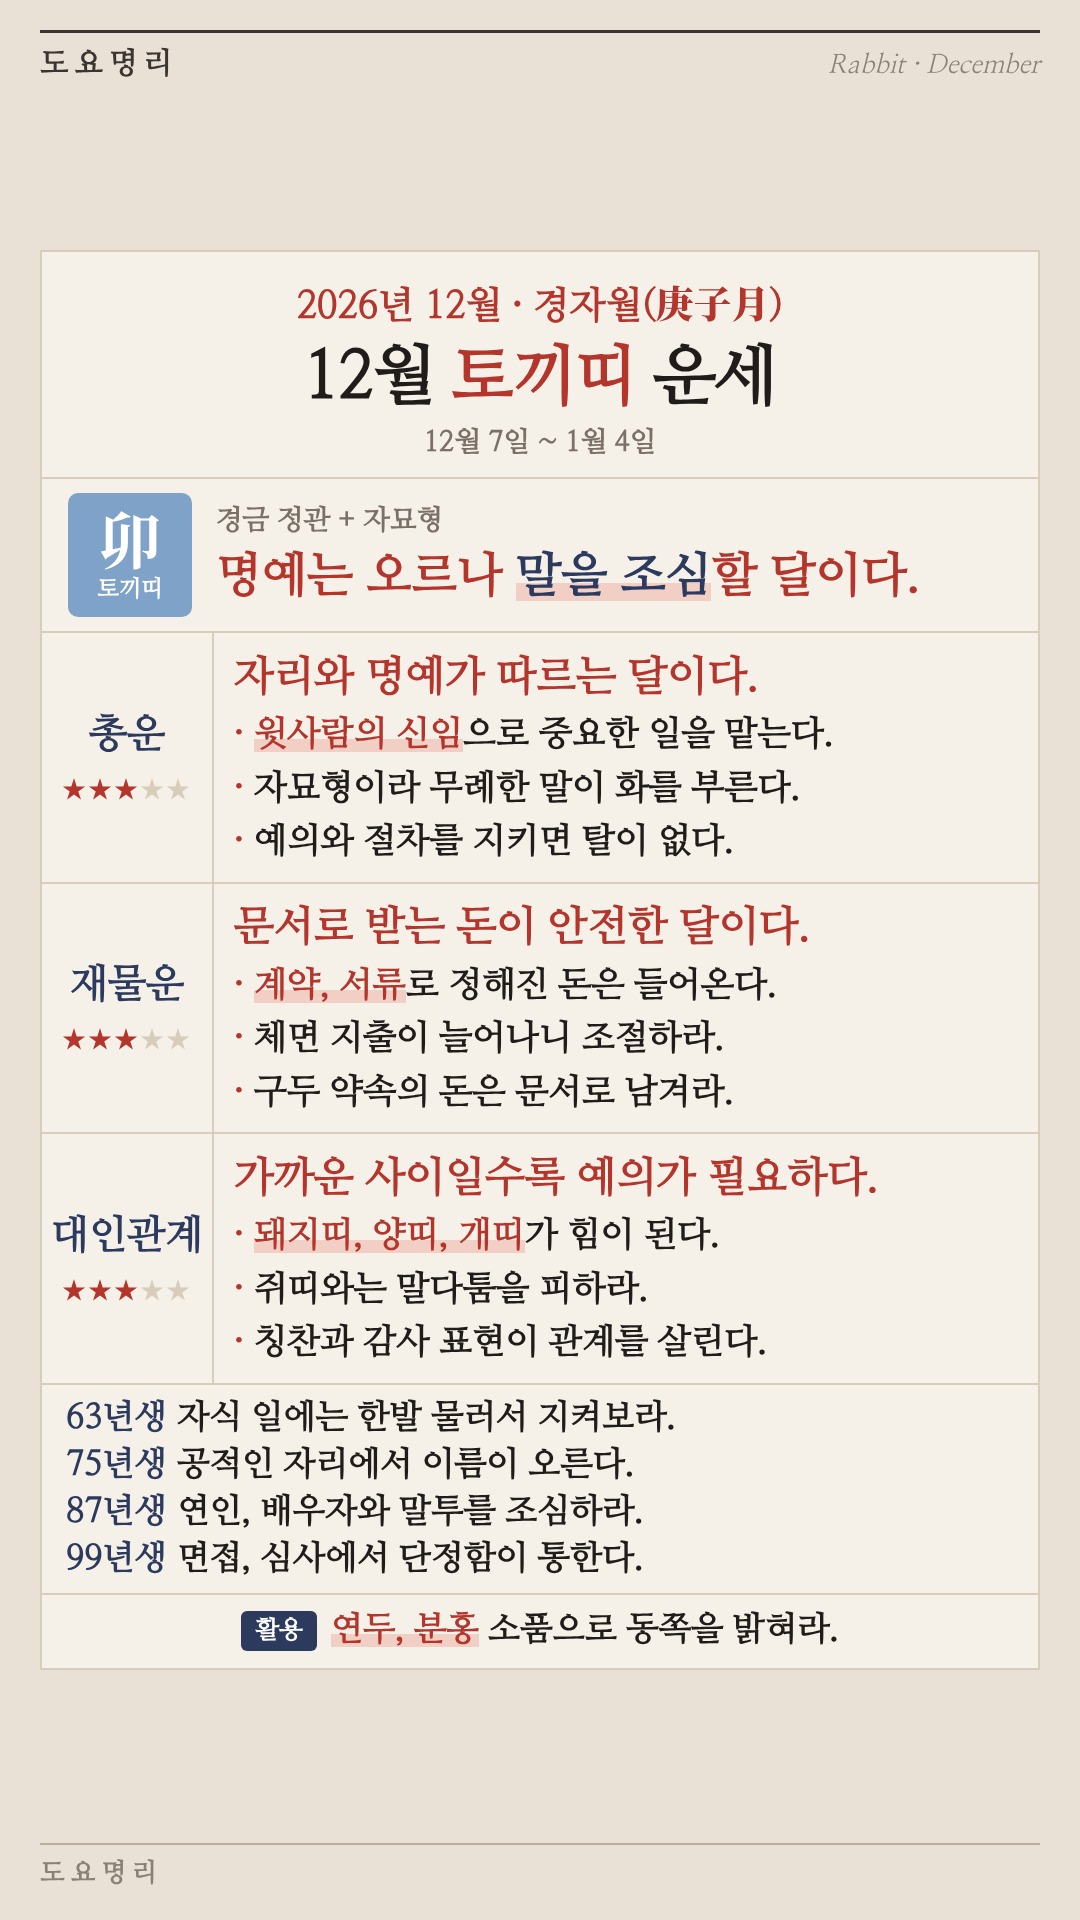 도요명리
Rabbit · December
2026년 12월 · 경자월(庚子月)
12월 토끼띠 운세
12월 7일 ~ 1월 4일
卯
토끼띠
경금 정관 + 자묘형
명예는 오르나 말을 조심할 달이다.
총운
★★★★★
자리와 명예가 따르는 달이다.
· 윗사람의 신임으로 중요한 일을 맡는다.
· 자묘형이라 무례한 말이 화를 부른다.
· 예의와 절차를 지키면 탈이 없다.
재물운
★★★★★
문서로 받는 돈이 안전한 달이다.
· 계약, 서류로 정해진 돈은 들어온다.
· 체면 지출이 늘어나니 조절하라.
· 구두 약속의 돈은 문서로 남겨라.
대인관계
★★★★★
가까운 사이일수록 예의가 필요하다.
· 돼지띠, 양띠, 개띠가 힘이 된다.
· 쥐띠와는 말다툼을 피하라.
· 칭찬과 감사 표현이 관계를 살린다.
63년생 자식 일에는 한발 물러서 지켜보라.
75년생 공적인 자리에서 이름이 오른다.
87년생 연인, 배우자와 말투를 조심하라.
99년생 면접, 심사에서 단정함이 통한다.
활용 연두, 분홍 소품으로 동쪽을 밝혀라.
도요명리